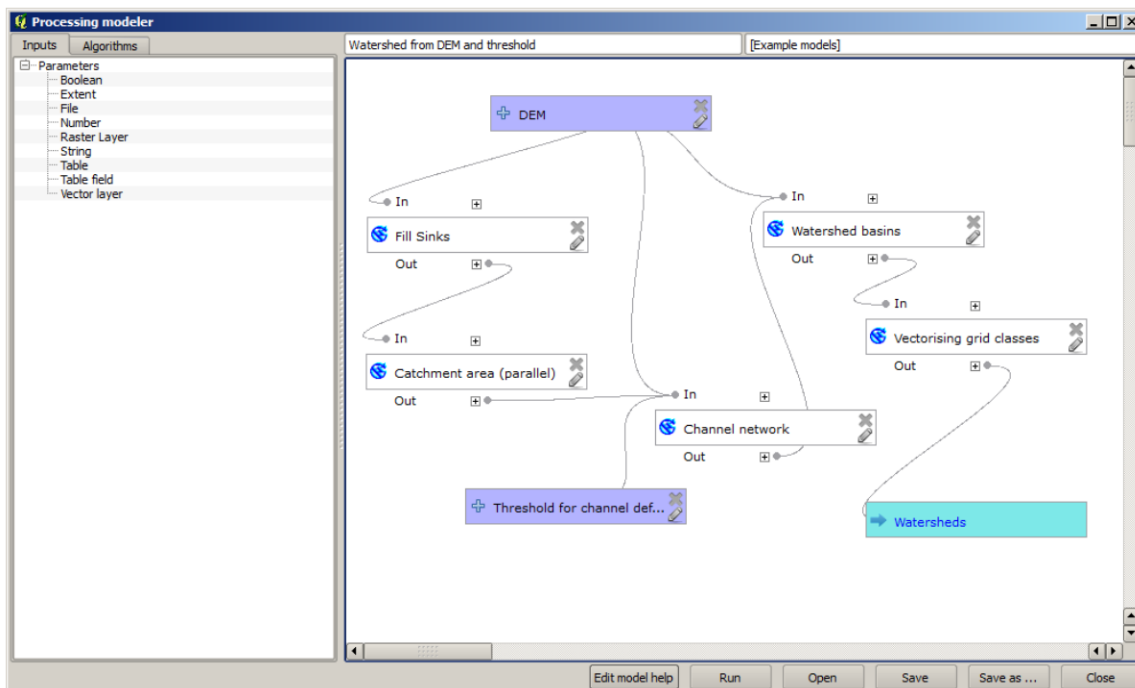 Processing modeler
Inputs
Algorithms
Parameters
Boolean
Extent
File
Number
Raster Layer
String
Table
Table field
Vector layer
Watershed from DEM and threshold
[Example models]
DEM
In
Fill Sinks
Out
In
Watershed basins
Out
In
Vectorising grid classes
Out
In
Catchment area (parallel)
Out
In
Channel network
Out
Threshold for channel def...
Watersheds
Edit model help
Run
Open
Save
Save as ...
Close